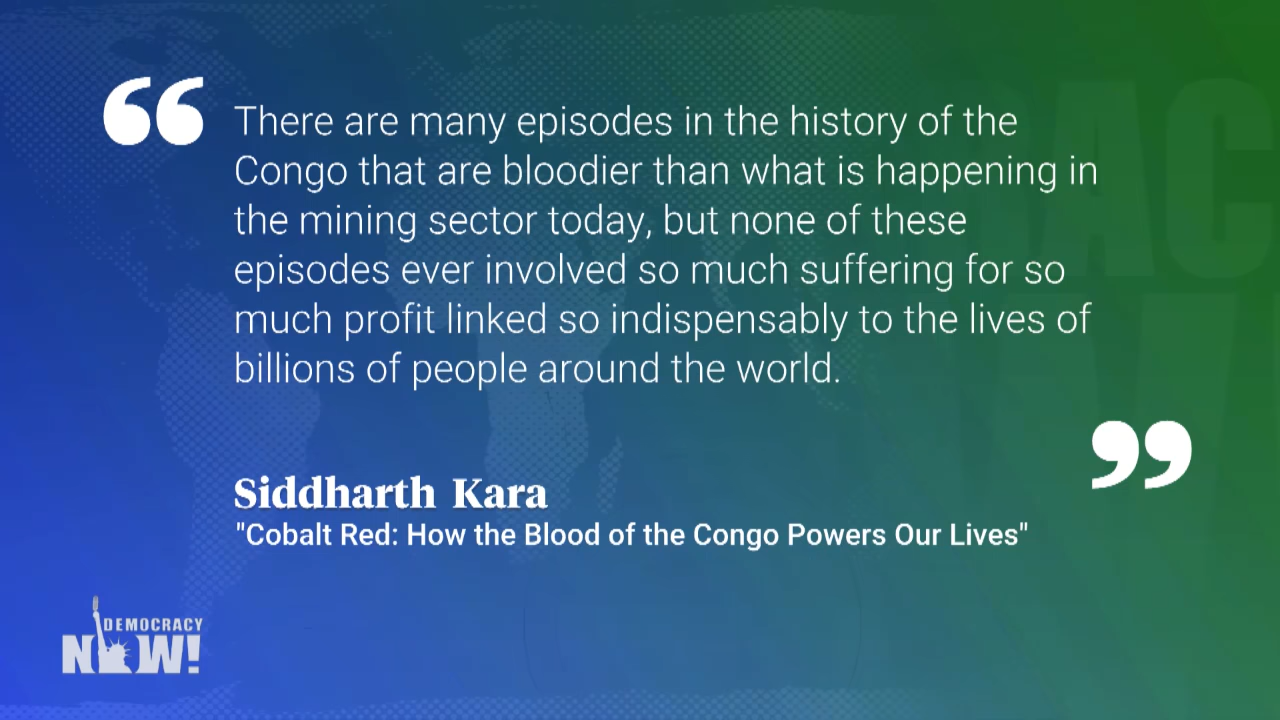 “ There are many episodes in the history of the
Congo that are bloodier than what is happening in
the mining sector today, but none of these
episodes ever involved so much suffering for so
much profit linked so indispensably to the lives of
billions of people around the world.
”
Siddharth Kara
"Cobalt Red: How the Blood of the Congo Powers Our Lives"
DEMOCRACY
NOW!